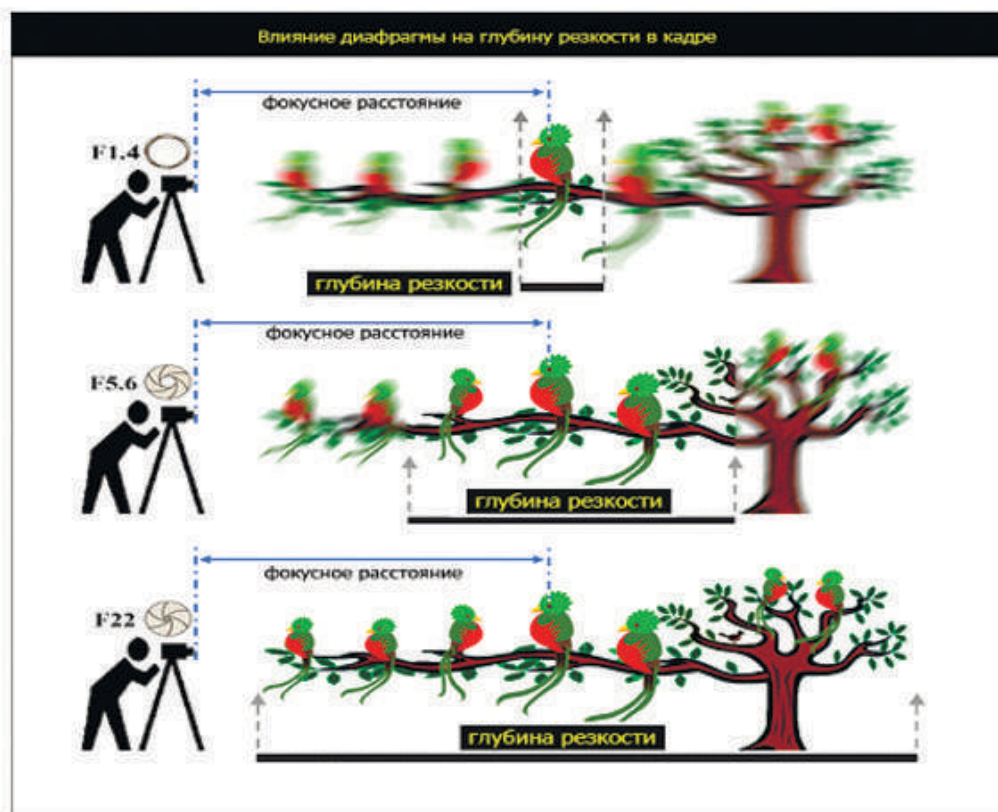 Влияние диафрагмы на глубину резкости в кадре
фокусное расстояние
F1.4
глубина резкости
фокусное расстояние
F5.6
глубина резкости
фокусное расстояние
F22
глубина резкости